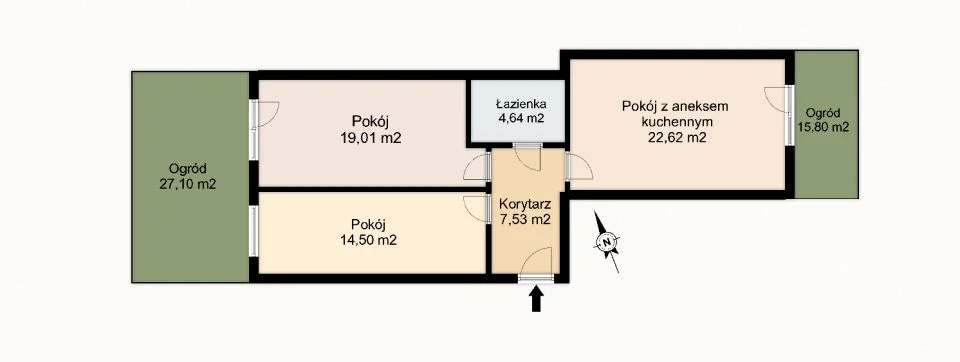 Ogród
27,10 m2
Pokój
19,01 m2
Łazienka
4,64 m2
Pokój z aneksem
kuchennym
22,62 m2
Ogród
15,80 m2
Pokój
14,50 m2
Korytarz
7,53 m2
N